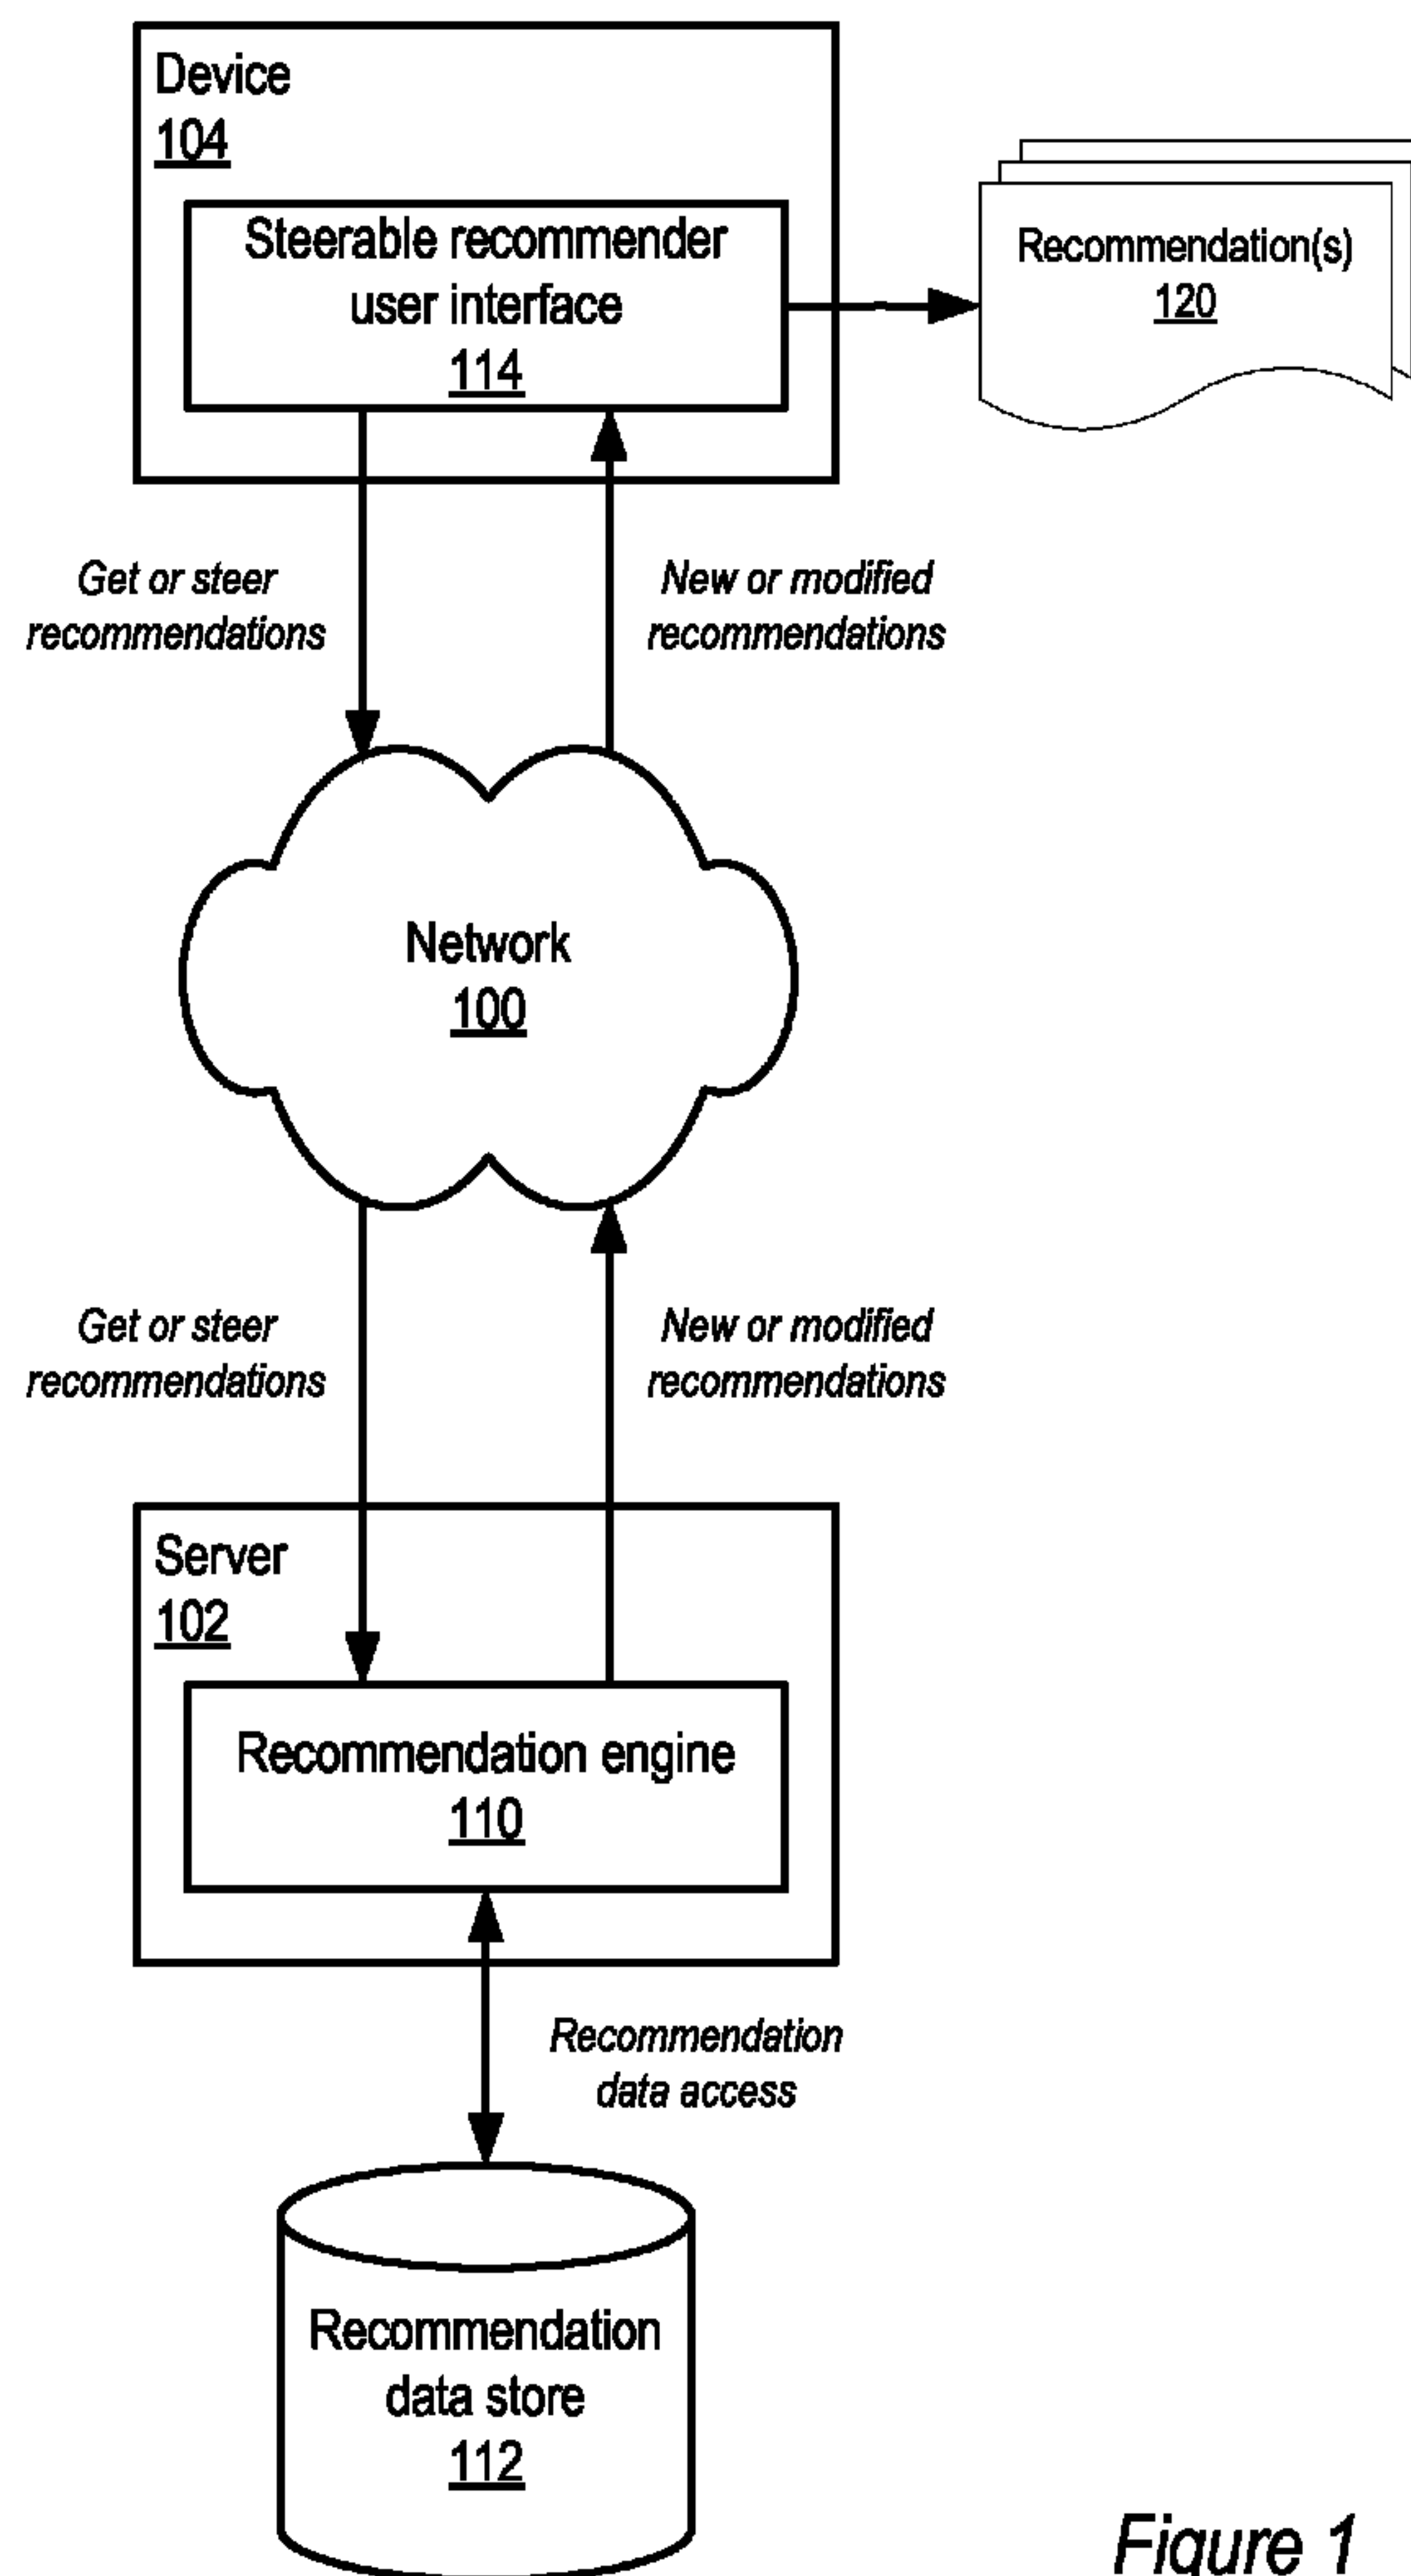 Device
104
Steerable recommender
user interface
114
Recommendation(s)
120
Get or steer
recommendations
New or modified
recommendations
Network
100
Get or steer
recommendations
New or modified
recommendations
Server
102
Recommendation engine
110
Recommendation
data access
Recommendation
data store
112
Figure 1